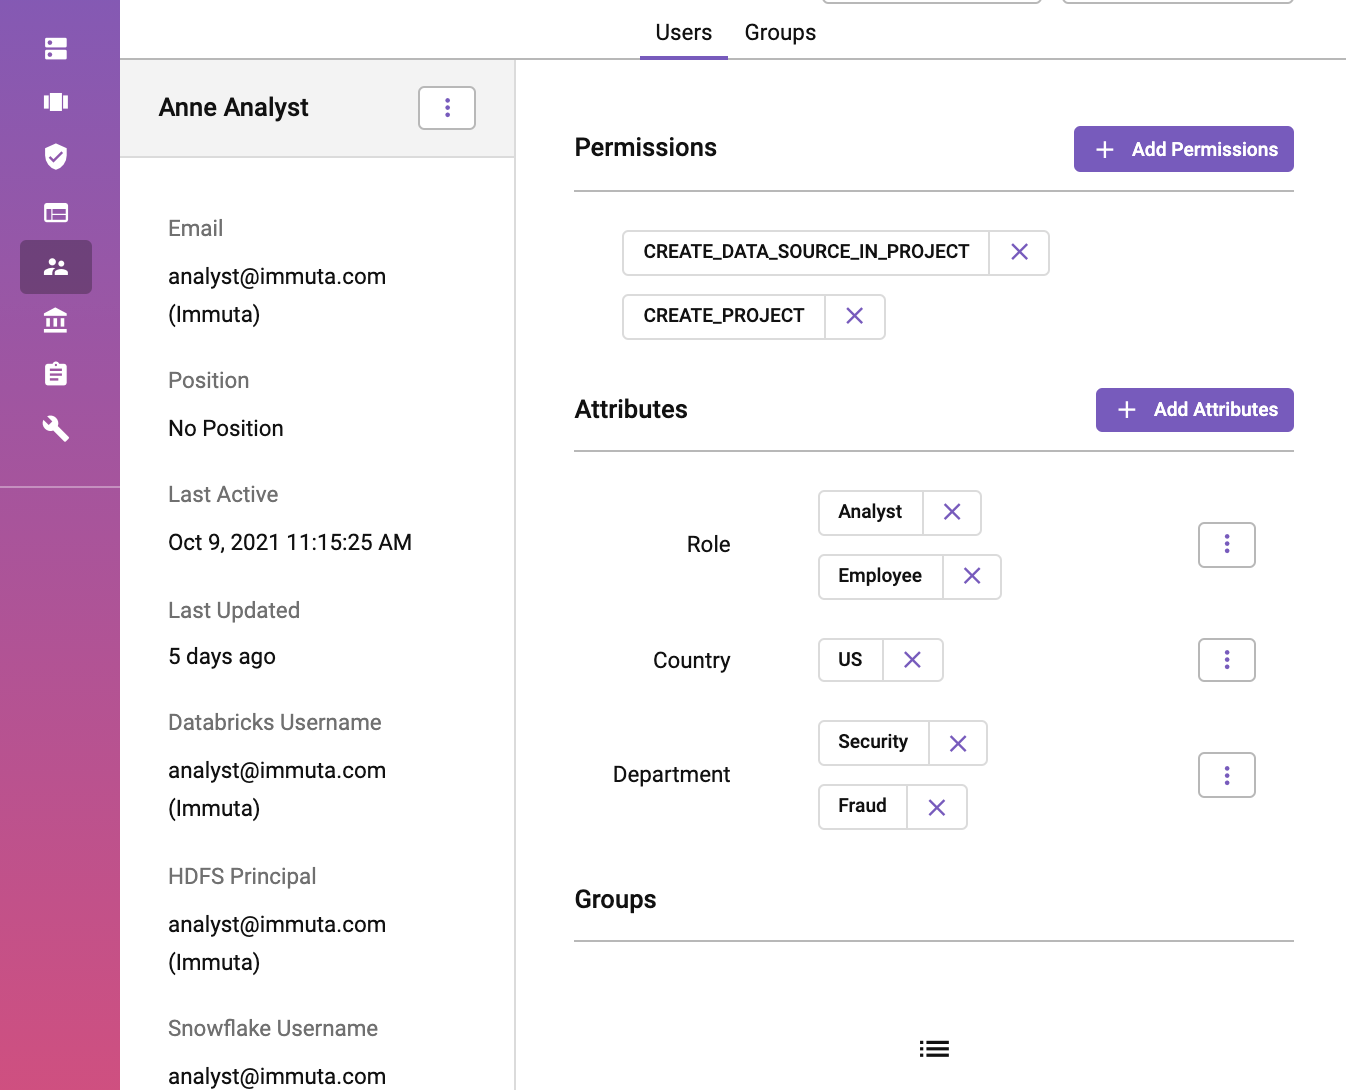 Users
Groups
Anne Analyst
Email
analyst@immuta.com
(Immuta)
Position
No Position
Last Active
Oct 9, 2021 11:15:25 AM
Last Updated
5 days ago
Databricks Username
analyst@immuta.com
(Immuta)
HDFS Principal
analyst@immuta.com
(Immuta)
Snowflake Username
analyst@immuta.com
Permissions
Add Permissions
CREATE_DATA_SOURCE_IN_PROJECT
CREATE_PROJECT
Attributes
Add Attributes
Role
Analyst
Employee
Country
US
Department
Security
Fraud
Groups